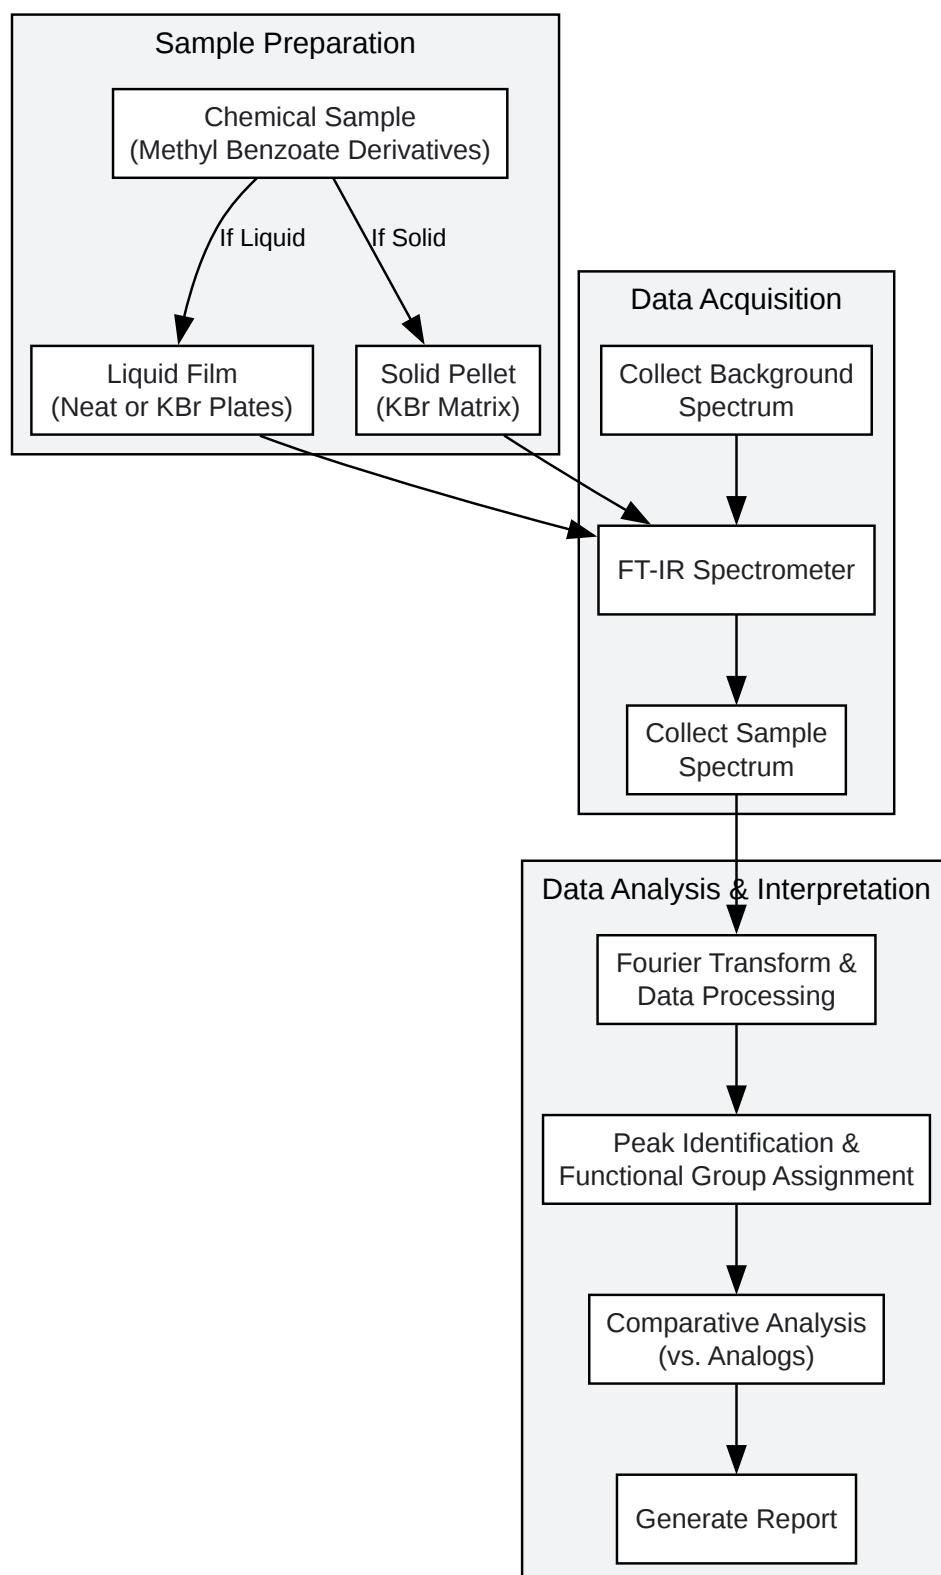 Sample Preparation
Chemical Sample
(Methyl Benzoate Derivatives)
If Liquid
If Solid
Liquid Film
(Neat or KBr Plates)
Solid Pellet
(KBr Matrix)
Data Acquisition
Collect Background
Spectrum
FT-IR Spectrometer
Collect Sample
Spectrum
Data Analysis & Interpretation
Fourier Transform &
Data Processing
Peak Identification &
Functional Group Assignment
Comparative Analysis
(vs. Analogs)
Generate Report